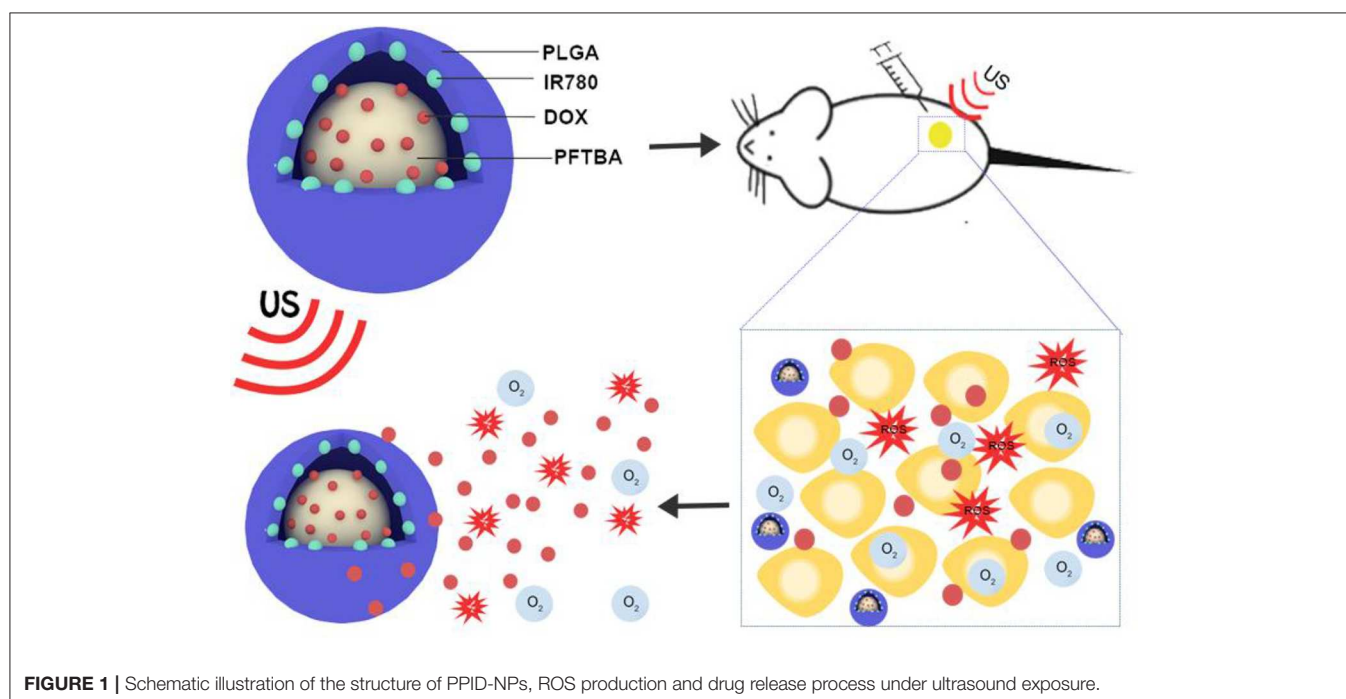 PLGA
IR780
DOX
PFTBA
US
US
O2
O2
O2
O2
ROS
ROS
ROS
ROS
O2
O2
O2
O2
O2
O2
O2
FIGURE 1 | Schematic illustration of the structure of PPID-NPs, ROS production and drug release process under ultrasound exposure.